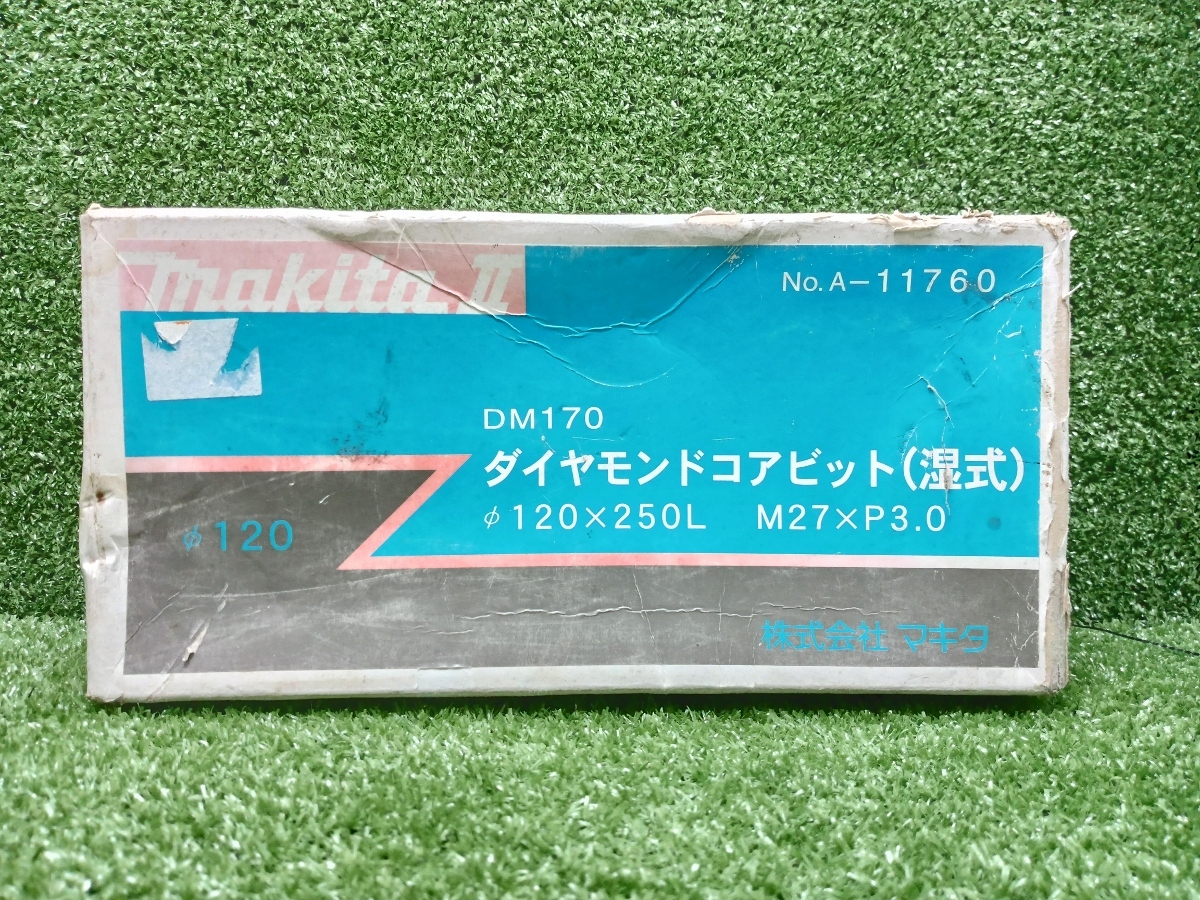 makita II
No. A-11760
DM170
ダイヤモンドコアビット(湿式)
φ120×250L M27×P3.0
φ120
株式会社 マキタ